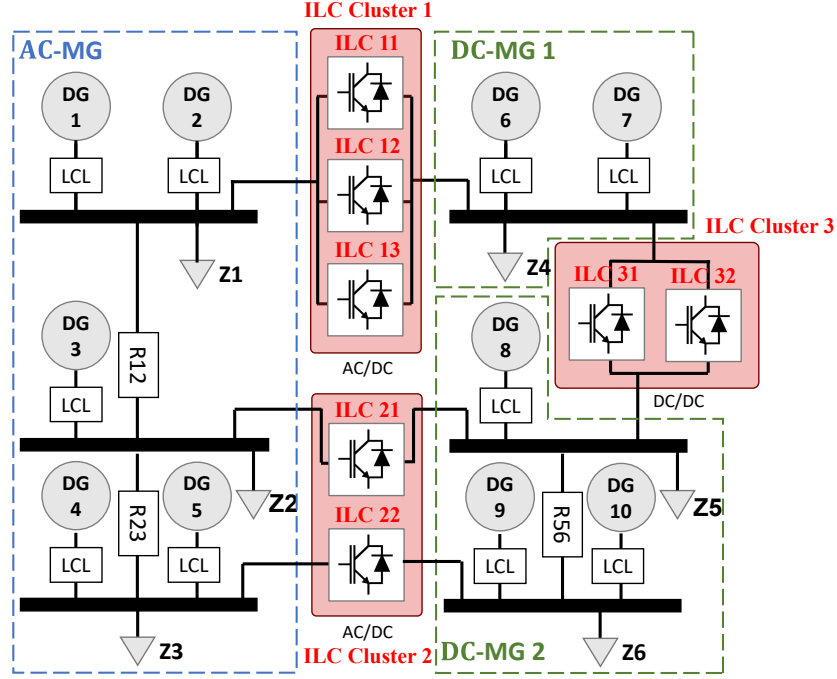 ILC Cluster 1
AC-MG
DG
1
DG
2
LCL
LCL
Z1
ILC 11
ILC 12
ILC 13
AC/DC
DC-MG 1
DG
6
DG
7
LCL
LCL
Z4
ILC Cluster 3
ILC 31
ILC 32
DC/DC
DG
3
LCL
R12
Z2
DG
4
DG
5
LCL
LCL
R23
Z3
ILC 21
ILC 22
AC/DC
ILC Cluster 2
DG
8
LCL
Z5
DG
9
DG
10
LCL
LCL
R56
Z6
DC-MG 2